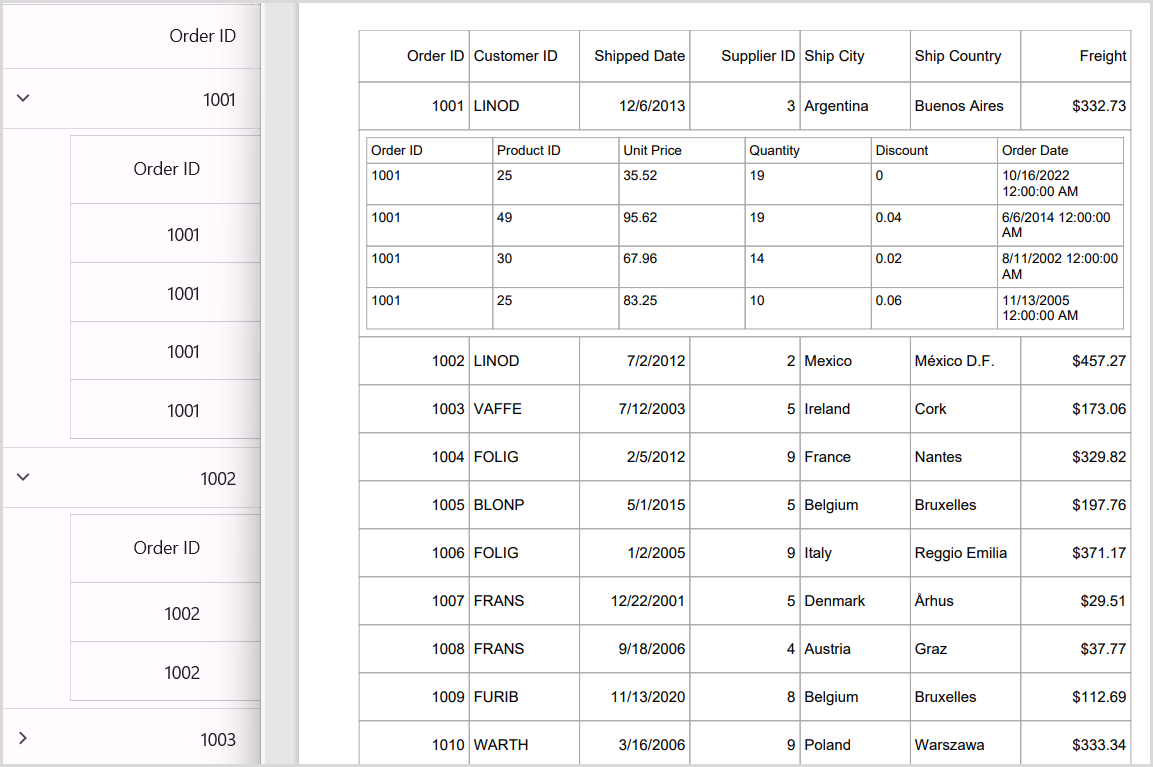 Order ID
1001
Order ID
1001
1001
1001
1001
1002
Order ID
1002
1002
1003
Order ID Customer ID Shipped Date Supplier ID Ship City Ship Country Freight
1001 LINOD 12/6/2013 3 Argentina Buenos Aires $332.73
Order ID Product ID Unit Price Quantity Discount Order Date
1001 25 35.52 19 0 10/16/2022
12:00:00 AM
1001 49 95.62 19 0.04 6/6/2014 12:00:00
AM
1001 30 67.96 14 0.02 8/11/2002 12:00:00
AM
1001 25 83.25 10 0.06 11/13/2005
12:00:00 AM
1002 LINOD 7/2/2012 2 Mexico México D.F. $457.27
1003 VAFFE 7/12/2003 5 Ireland Cork $173.06
1004 FOLIG 2/5/2012 9 France Nantes $329.82
1005 BLONP 5/1/2015 5 Belgium Bruxelles $197.76
1006 FOLIG 1/2/2005 9 Italy Reggio Emilia $371.17
1007 FRANS 12/22/2001 5 Denmark Århus $29.51
1008 FRANS 9/18/2006 4 Austria Graz $37.77
1009 FURIB 11/13/2020 8 Belgium Bruxelles $112.69
1010 WARTH 3/16/2006 9 Poland Warszawa $333.34